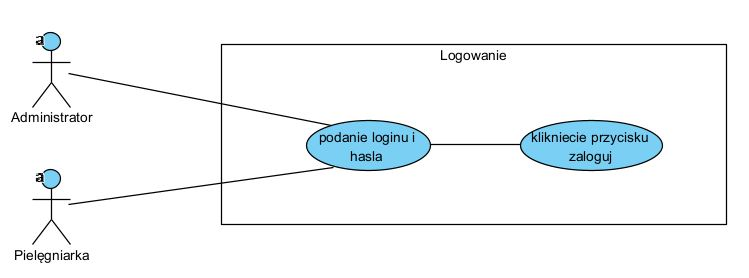 Logowanie
a
Administrator
podanie loginu i
hasla
klikniecie przycisku
zaloguj
a
Pielęgniarka